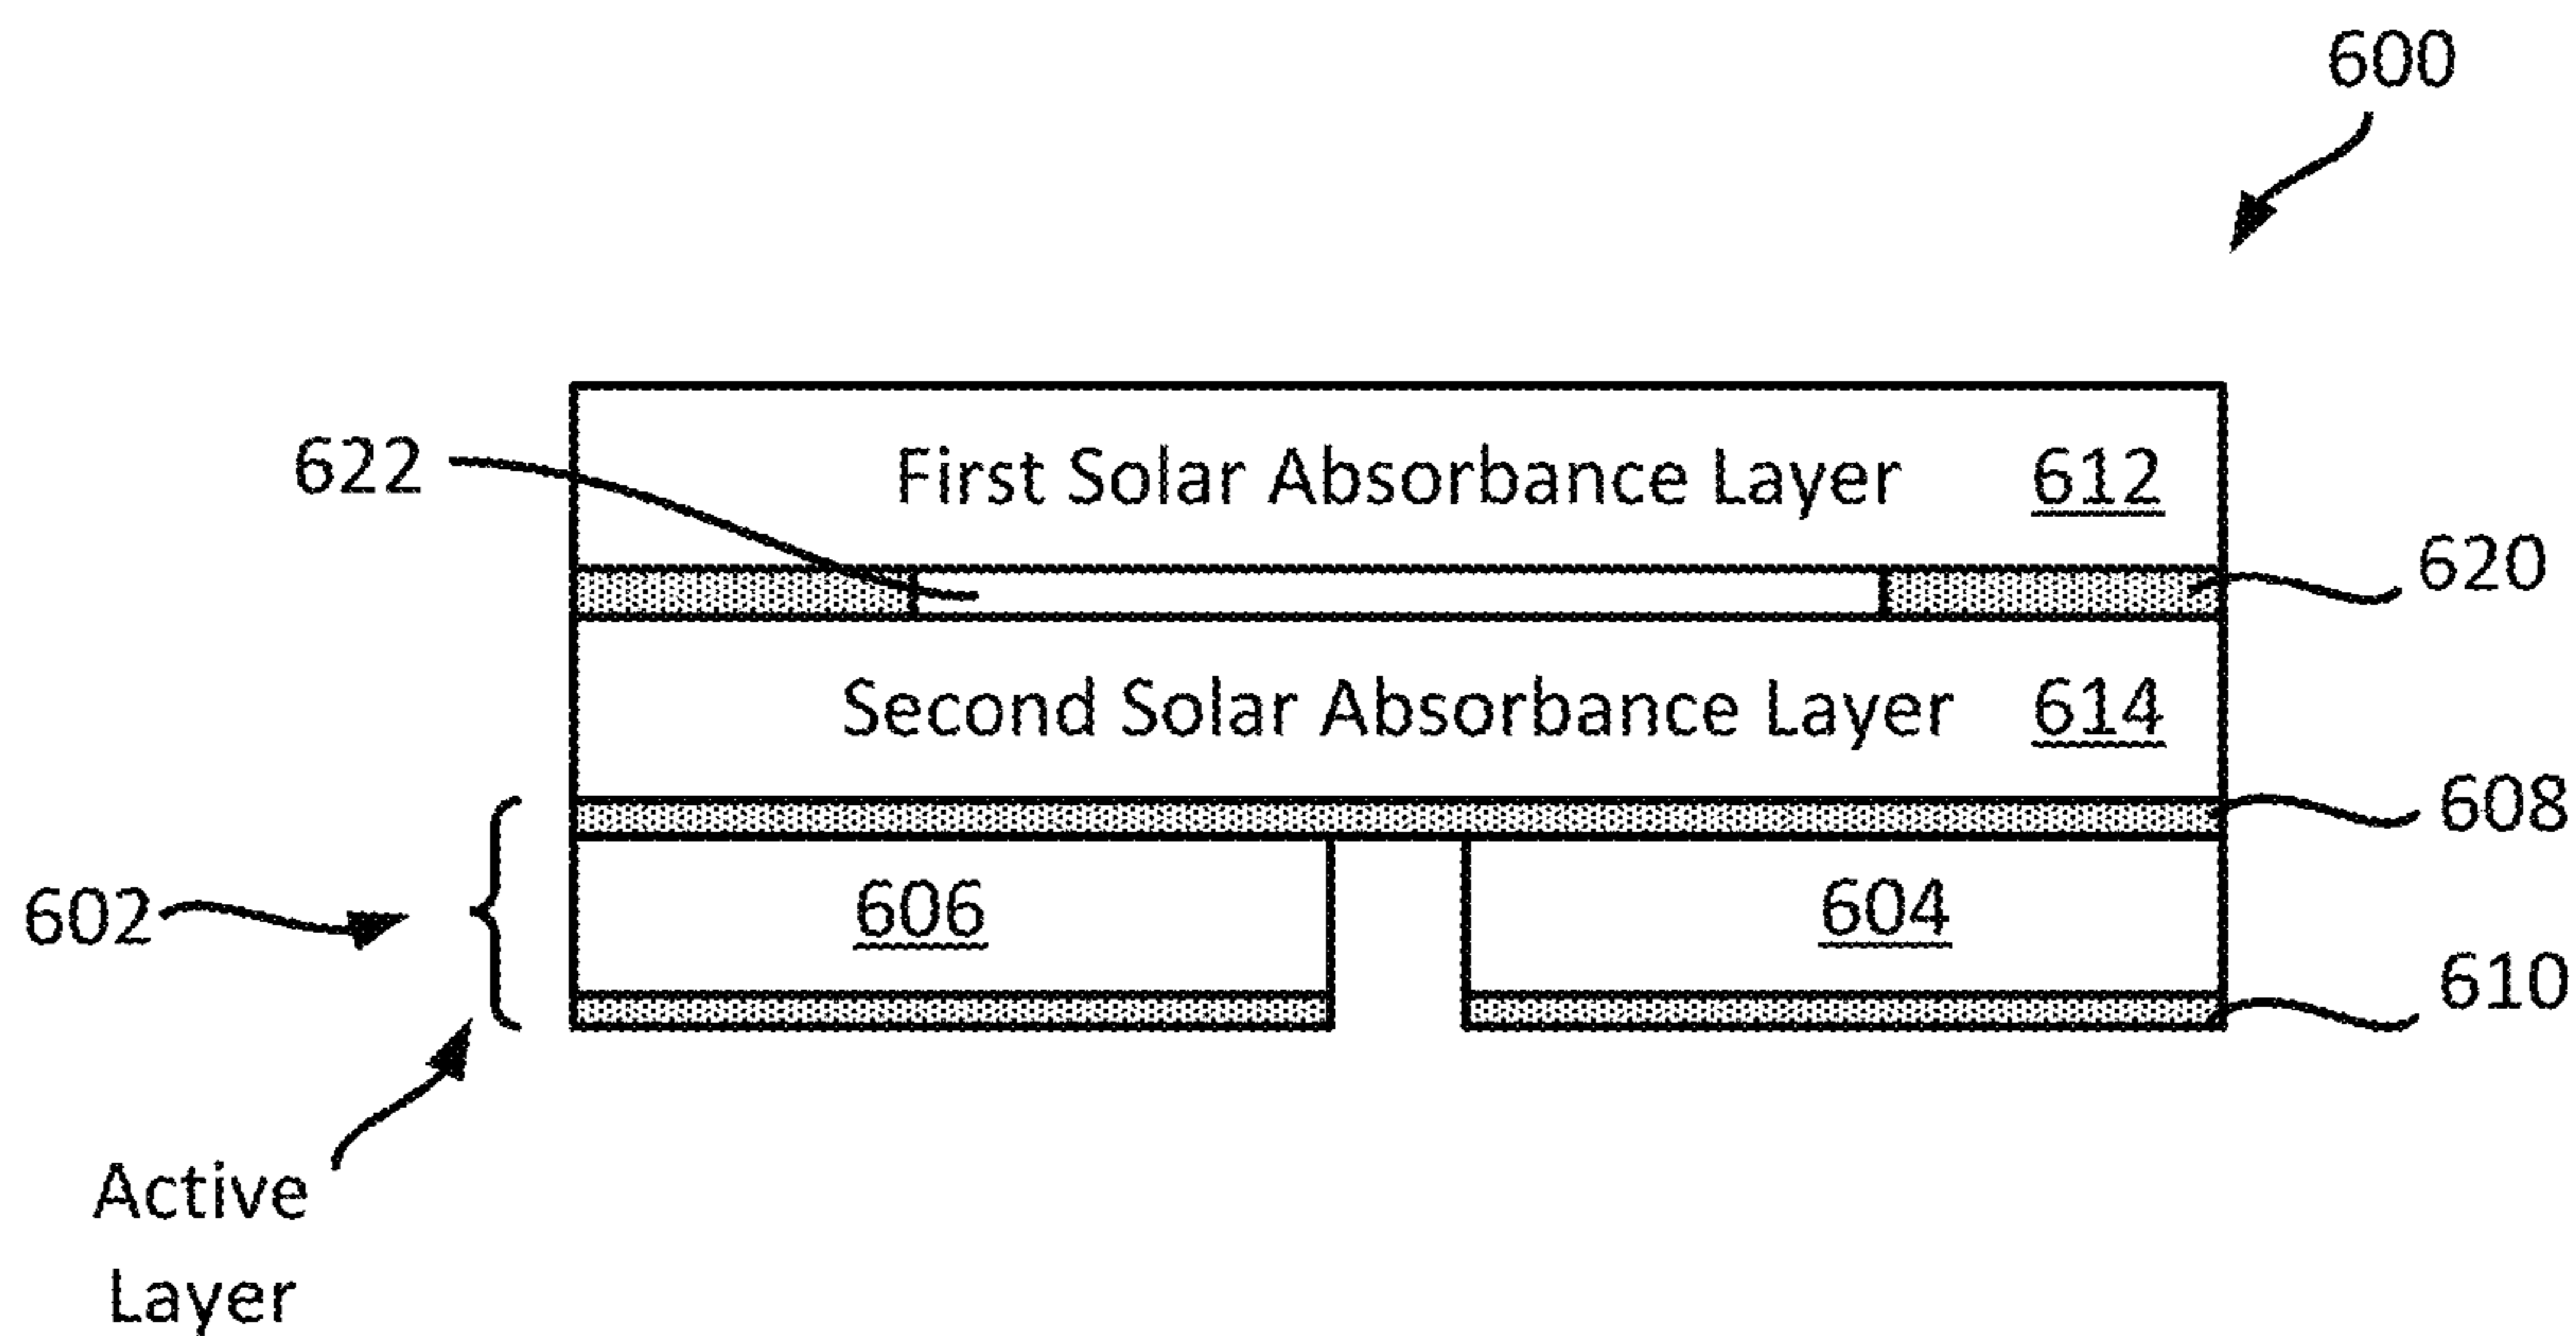 600
622
First Solar Absorbance Layer 612
620
Second Solar Absorbance Layer 614
608
602
606
604
610
Active
Layer